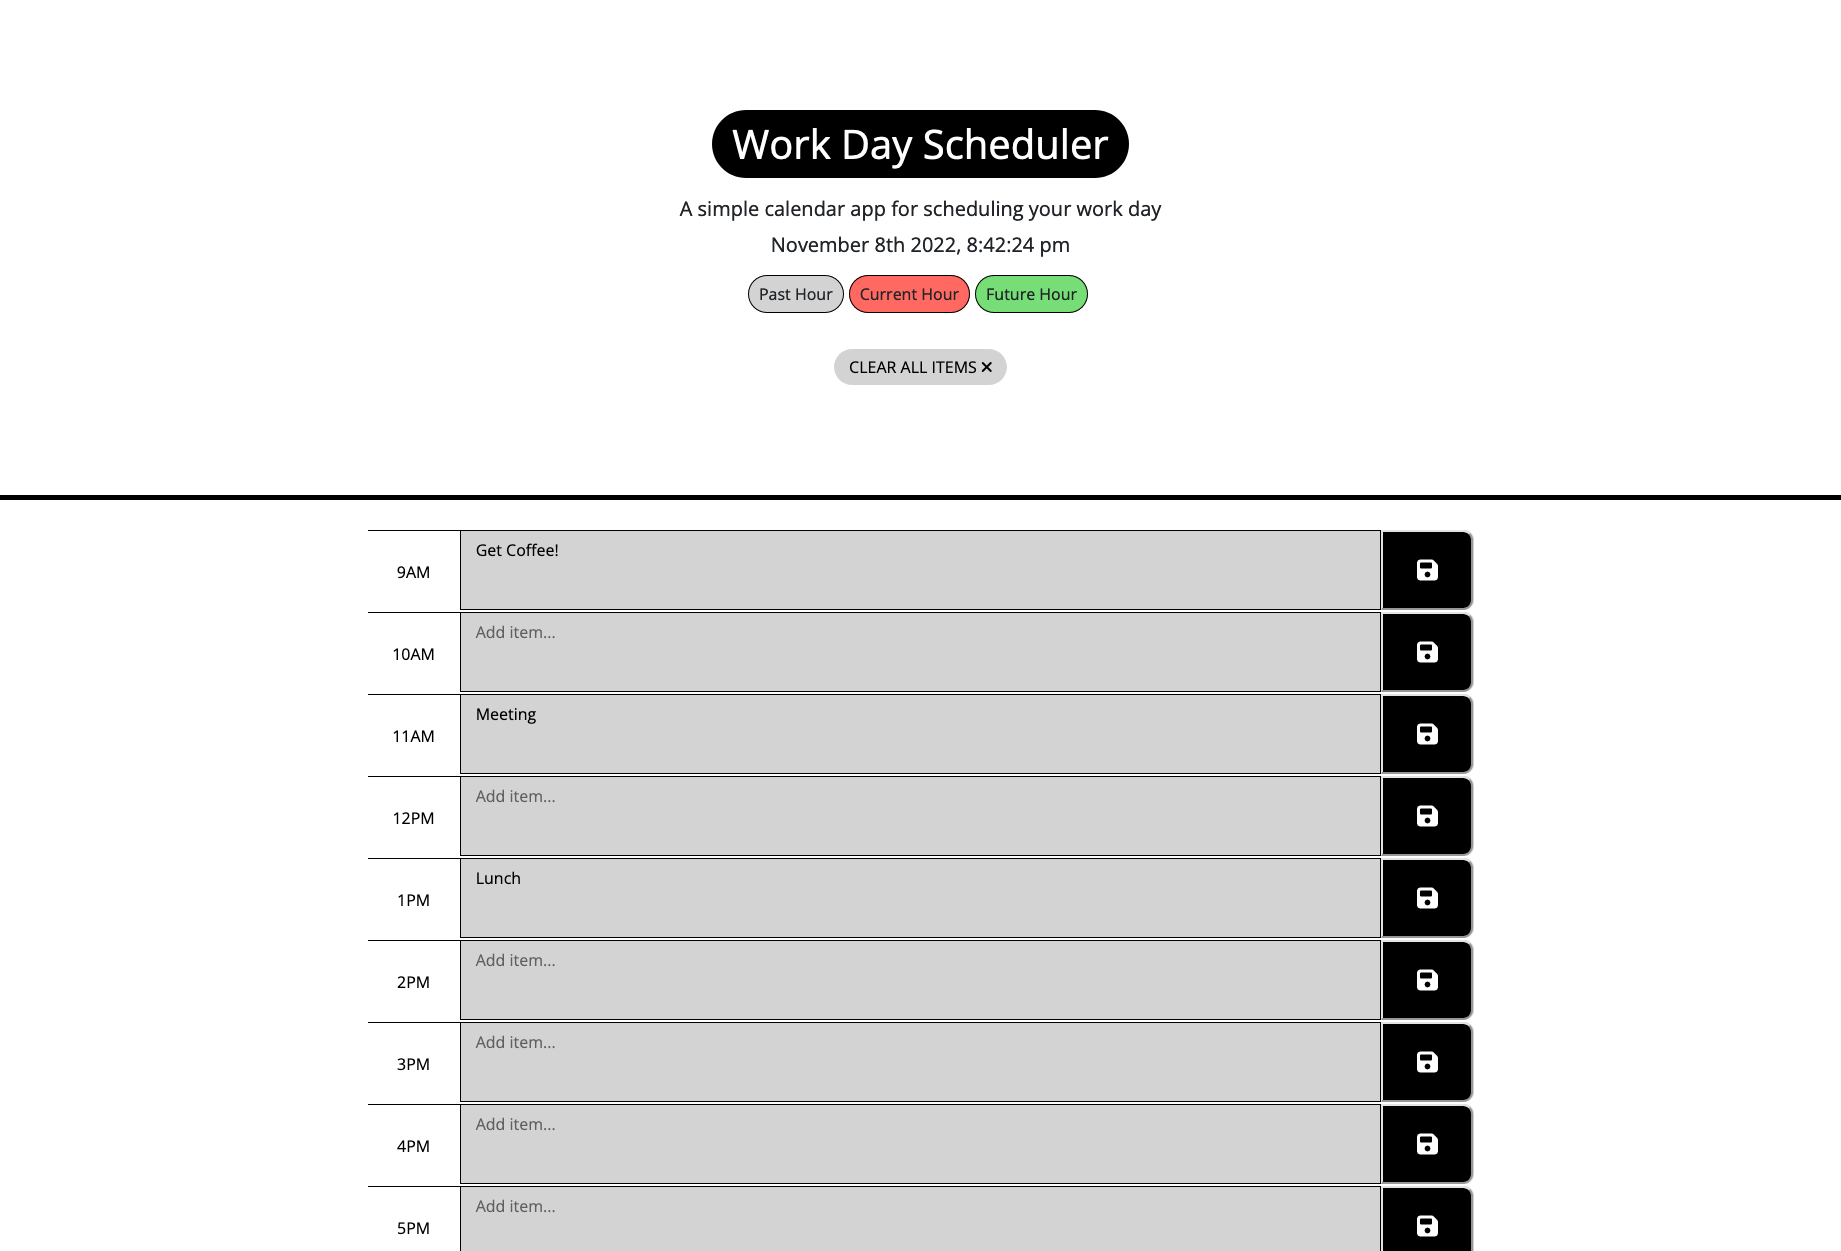 Work Day Scheduler
A simple calendar app for scheduling your work day
November 8th 2022, 8:42:24 pm
Past Hour Current Hour Future Hour
CLEAR ALL ITEMS ✕
9AM Get Coffee!
10AM Add item...
11AM Meeting
12PM Add item...
1PM Lunch
2PM Add item...
3PM Add item...
4PM Add item...
5PM Add item...